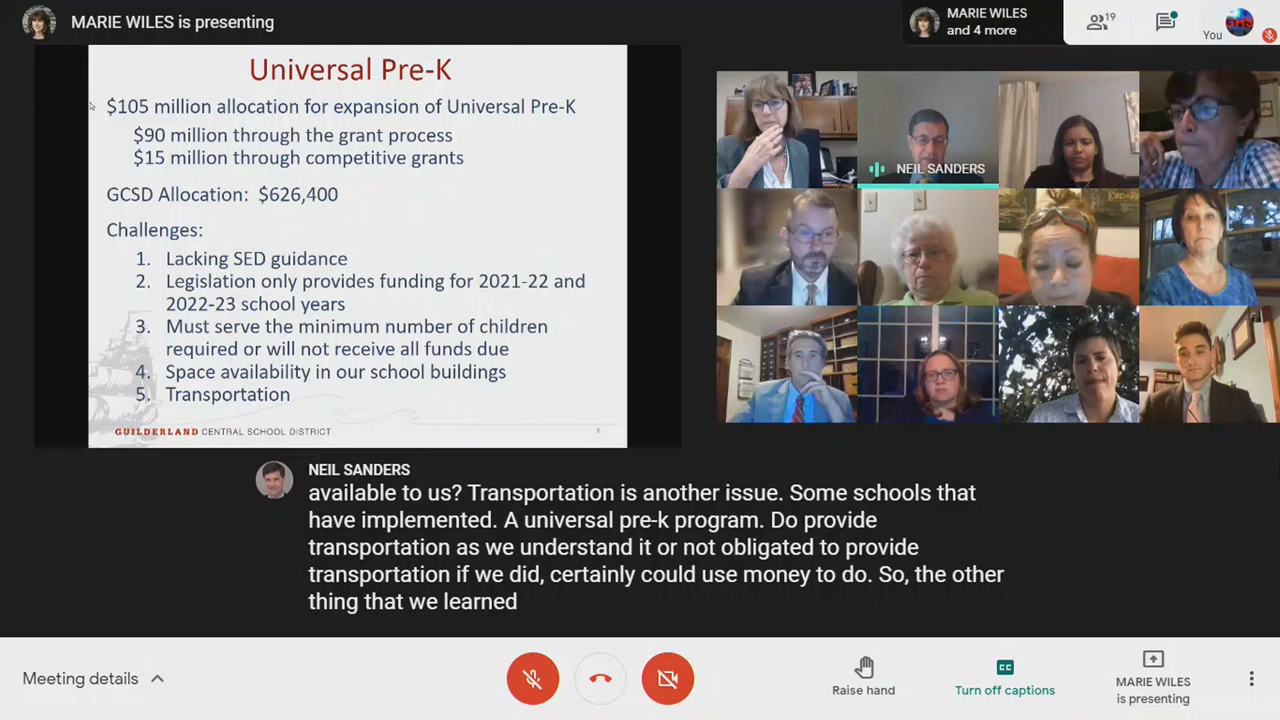 MARIE WILES is presenting
MARIE WILES
and 4 more
19
You
GHS
Universal Pre-K
$105 million allocation for expansion of Universal Pre-K
$90 million through the grant process
$15 million through competitive grants
GCSD Allocation: $626,400
Challenges:
1. Lacking SED guidance
2. Legislation only provides funding for 2021-22 and
2022-23 school years
3. Must serve the minimum number of children
required or will not receive all funds due
4. Space availability in our school buildings
5. Transportation
GUILDERLAND CENTRAL SCHOOL DISTRICT
NEIL SANDERS
NEIL SANDERS
available to us? Transportation is another issue. Some schools that
have implemented. A universal pre-k program. Do provide
transportation as we understand it or not obligated to provide
transportation if we did, certainly could use money to do. So, the other
thing that we learned
Meeting details
Raise hand
CC
Turn off captions
MARIE WILES
is presenting